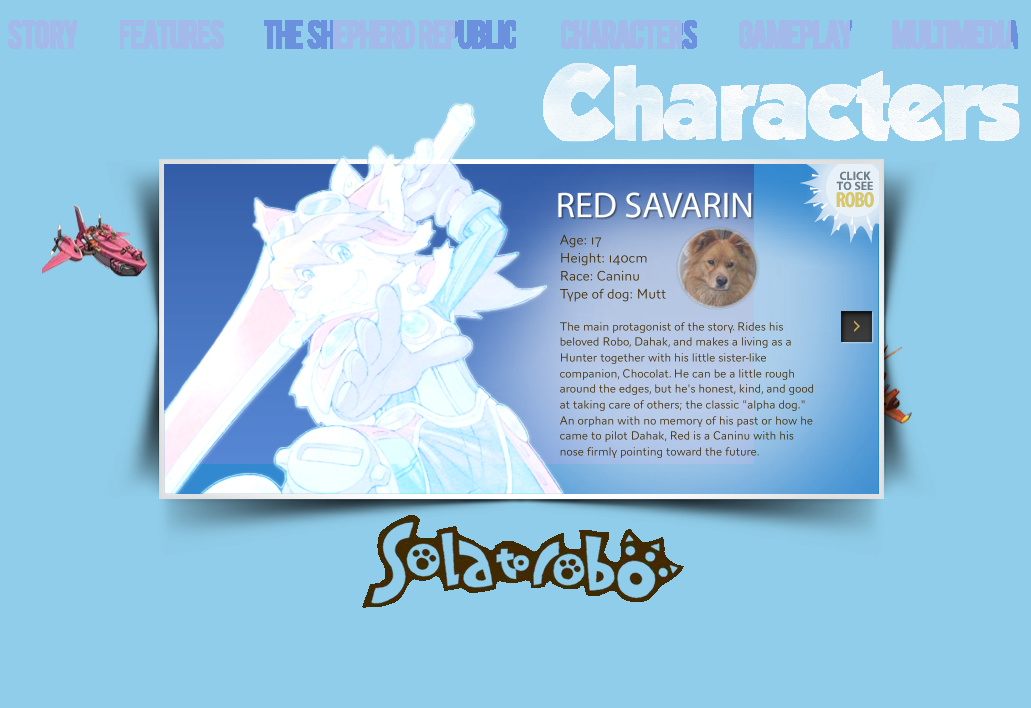 STORY FEATURES THE SHEPHERD REPUBLIC CHARACTERS GAMEPLAY MULTIMEDIA
Characters
CLICK
TO SEE
ROBO
RED SAVARIN
Age: 17
Height: 140cm
Race: Caninu
Type of dog: Mutt
The main protagonist of the story. Rides his
beloved Robo, Dahak, and makes a living as a
Hunter together with his little sister-like
companion, Chocolat. He can be a little rough
around the edges, but he's honest, kind, and good
at taking care of others; the classic "alpha dog."
An orphan with no memory of his past or how he
came to pilot Dahak, Red is a Caninu with his
nose firmly pointing toward the future.
Solatorobo